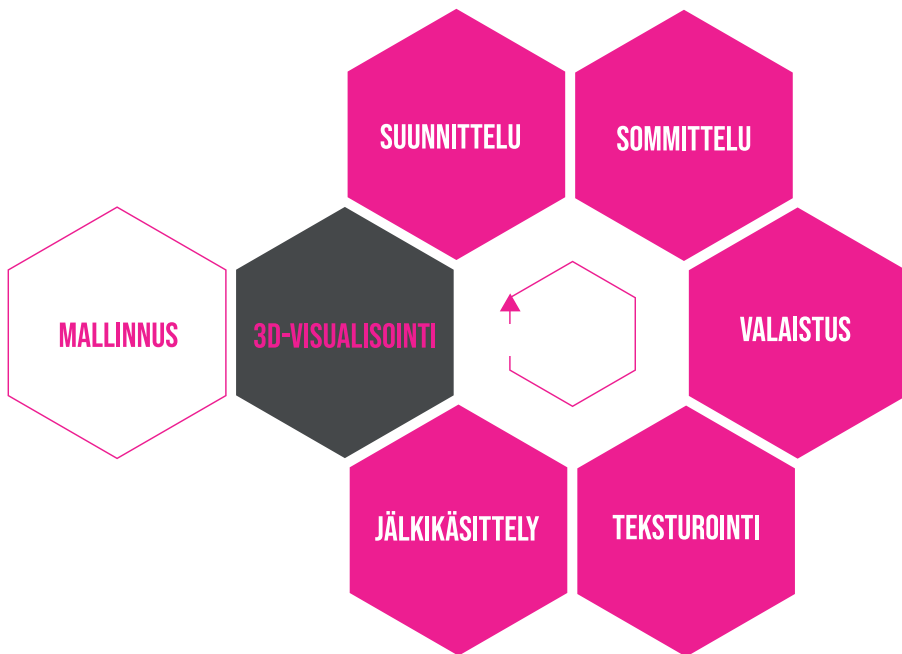 SUUNNITTELU
SOMMITTELU
MALLINNUS
3D-VISUALISOINTI
VALAISTUS
JÄLKIKÄSITTELY
TEKSTUROINTI